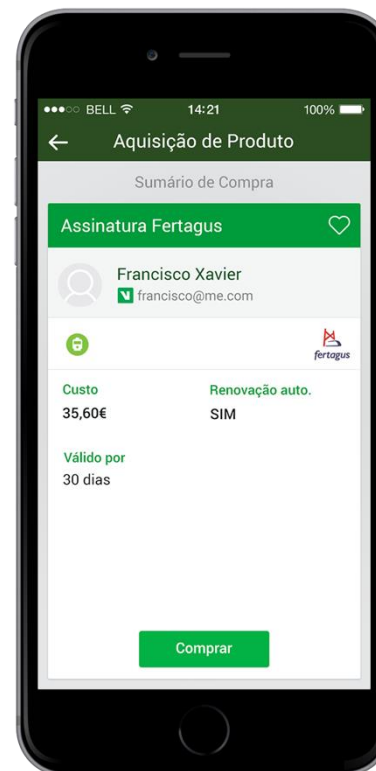 BELL 14:21 100%
Aquisição de Produto
Sumário de Compra
Assinatura Fertagus
Francisco Xavier
francisco@me.com
fertagus
Custo Renovação auto.
35,60€ SIM
Válido por
30 dias
Comprar